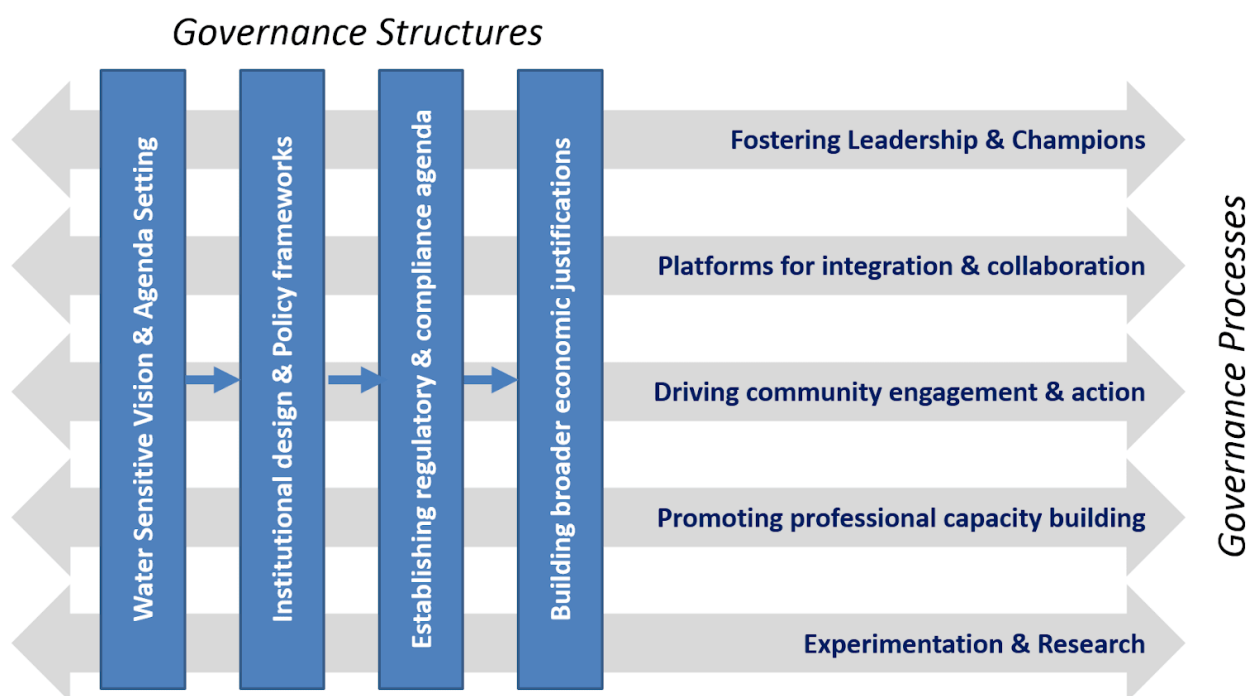 Governance Structures
Water Sensitive Vision & Agenda Setting
Institutional design & Policy frameworks
Establishing regulatory & compliance agenda
Building broader economic justifications
Fostering Leadership & Champions
Platforms for integration & collaboration
Driving community engagement & action
Promoting professional capacity building
Experimentation & Research
Governance Processes